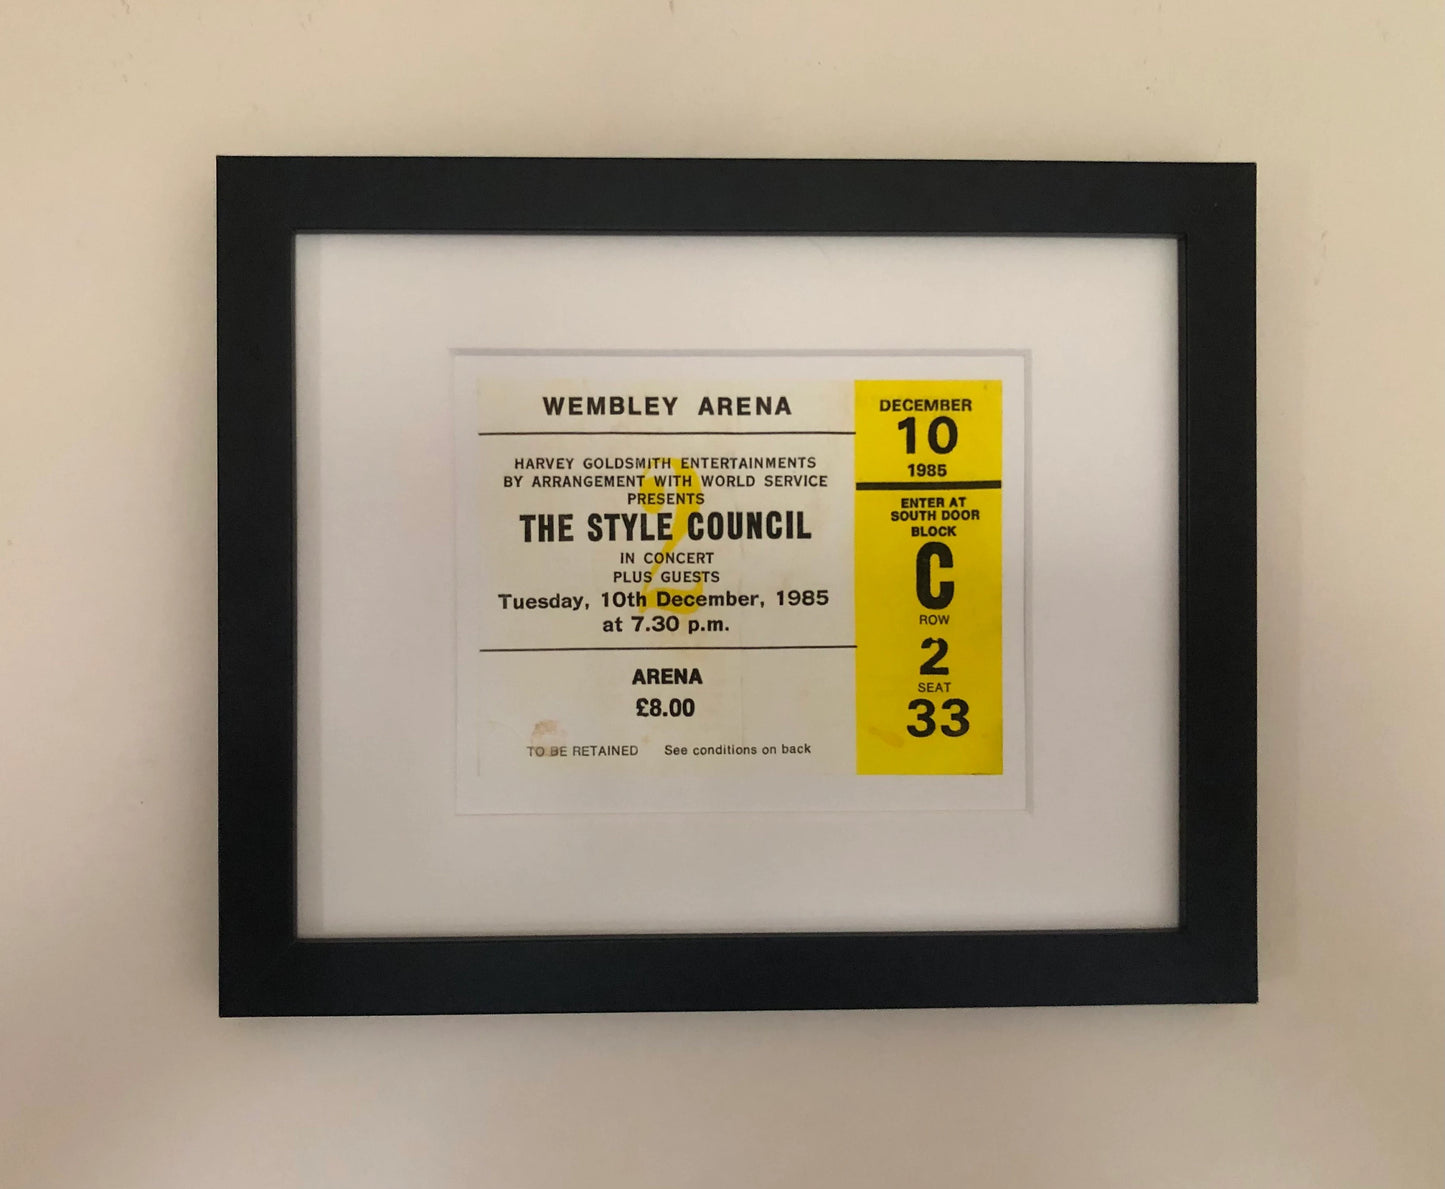 WEMBLEY ARENA
HARVEY GOLDSMITH ENTERTAINMENTS
BY ARRANGEMENT WITH WORLD SERVICE
PRESENTS
2
THE STYLE COUNCIL
IN CONCERT
PLUS GUESTS
Tuesday, 10th December, 1985
at 7.30 p.m.
ARENA
£8.00
TO BE RETAINED See conditions on back
DECEMBER
10
1985
ENTER AT
SOUTH DOOR
BLOCK
C
ROW
2
SEAT
33